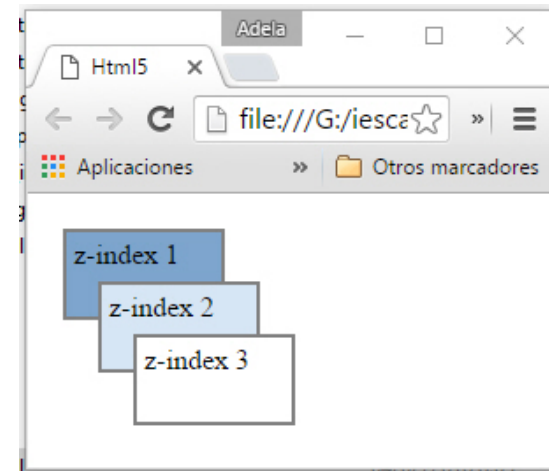 Adela
Html5
file:///G:/iesca
Aplicaciones » Otros marcadores
z-index 1
z-index 2
z-index 3